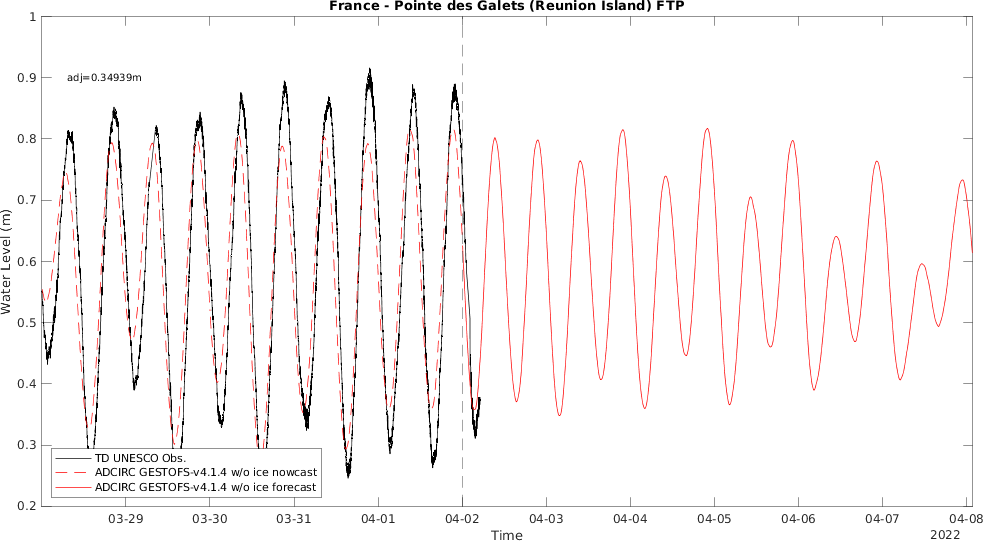 France - Pointe des Galets (Reunion Island) FTP
1
0.9
0.8
0.7
0.6
0.5
0.4
0.3
0.2
Water Level (m)
adj=0.34939m
TD UNESCO Obs.
ADCIRC GESTOFS-v4.1.4 w/o ice nowcast
ADCIRC GESTOFS-v4.1.4 w/o ice forecast
03-29 03-30 03-31 04-01 04-02 04-03 04-04 04-05 04-06 04-07 04-08
Time
2022